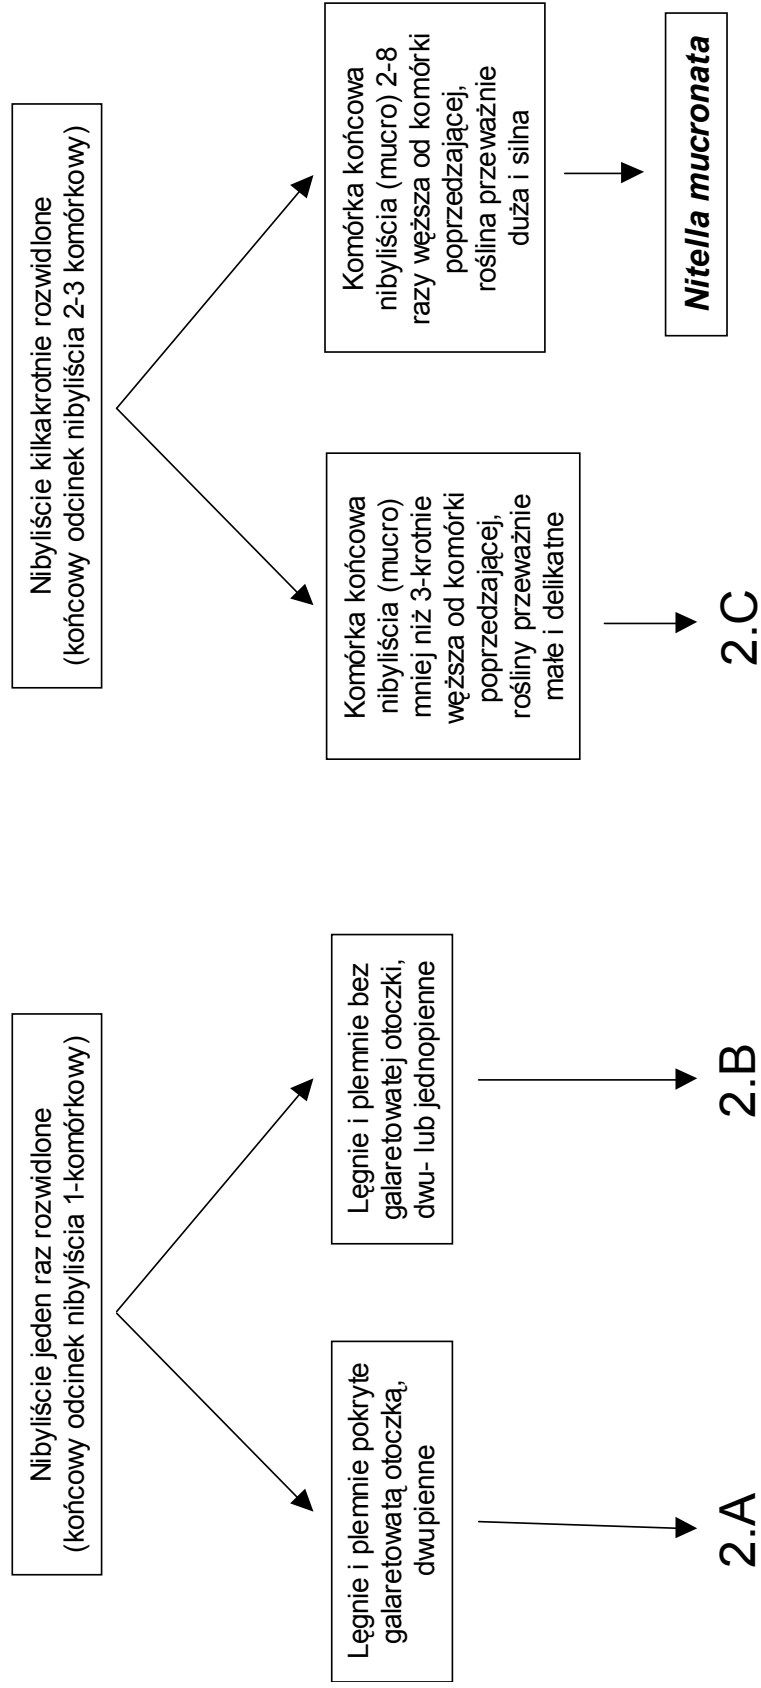 Nibyliście jeden raz rozwidlone
(końcowy odcinek nibyliścia 1-komórkowy)
Lęgnie i plemnie pokryte
galaretowatą otoczką,
dwupienne
2.A
Lęgnie i plemnie bez
galaretowatej otoczki,
dwu- lub jednopienne
2.B
Nibyliście kilkakrotnie rozwidlone
(końcowy odcinek nibyliścia 2-3 komórkowy)
Komórka końcowa
nibyliścia (mucro)
mniej niż 3-krotnie
węższa od komórki
poprzedzającej,
rośliny przeważnie
małe i delikatne
2.C
Komórka końcowa
nibyliścia (mucro) 2-8
razy węższa od komórki
poprzedzającej,
roślina przeważnie
duża i silna
Nitella mucronata